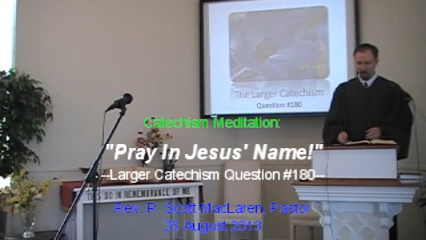 The Larger Catechism
Question #180
Catechism Meditation:
"Pray In Jesus' Name!"
--Larger Catechism Question #180--
THIS DO IN REMEMBRANCE OF ME
Rev. R. Scott MacLaren, Pastor
25 August 2013